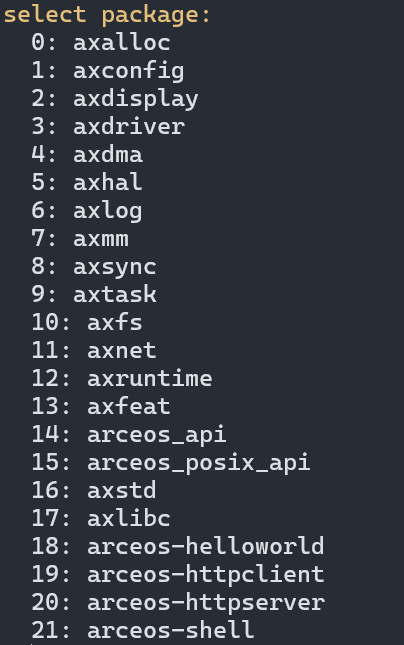 select package:
0: axalloc
1: axconfig
2: axdisplay
3: axdriver
4: axdma
5: axhal
6: axlog
7: axmm
8: axsync
9: axtask
10: axfs
11: axnet
12: axruntime
13: axfeat
14: arceos_api
15: arceos_posix_api
16: axstd
17: axlibc
18: arceos-helloworld
19: arceos-httpclient
20: arceos-httpserver
21: arceos-shell